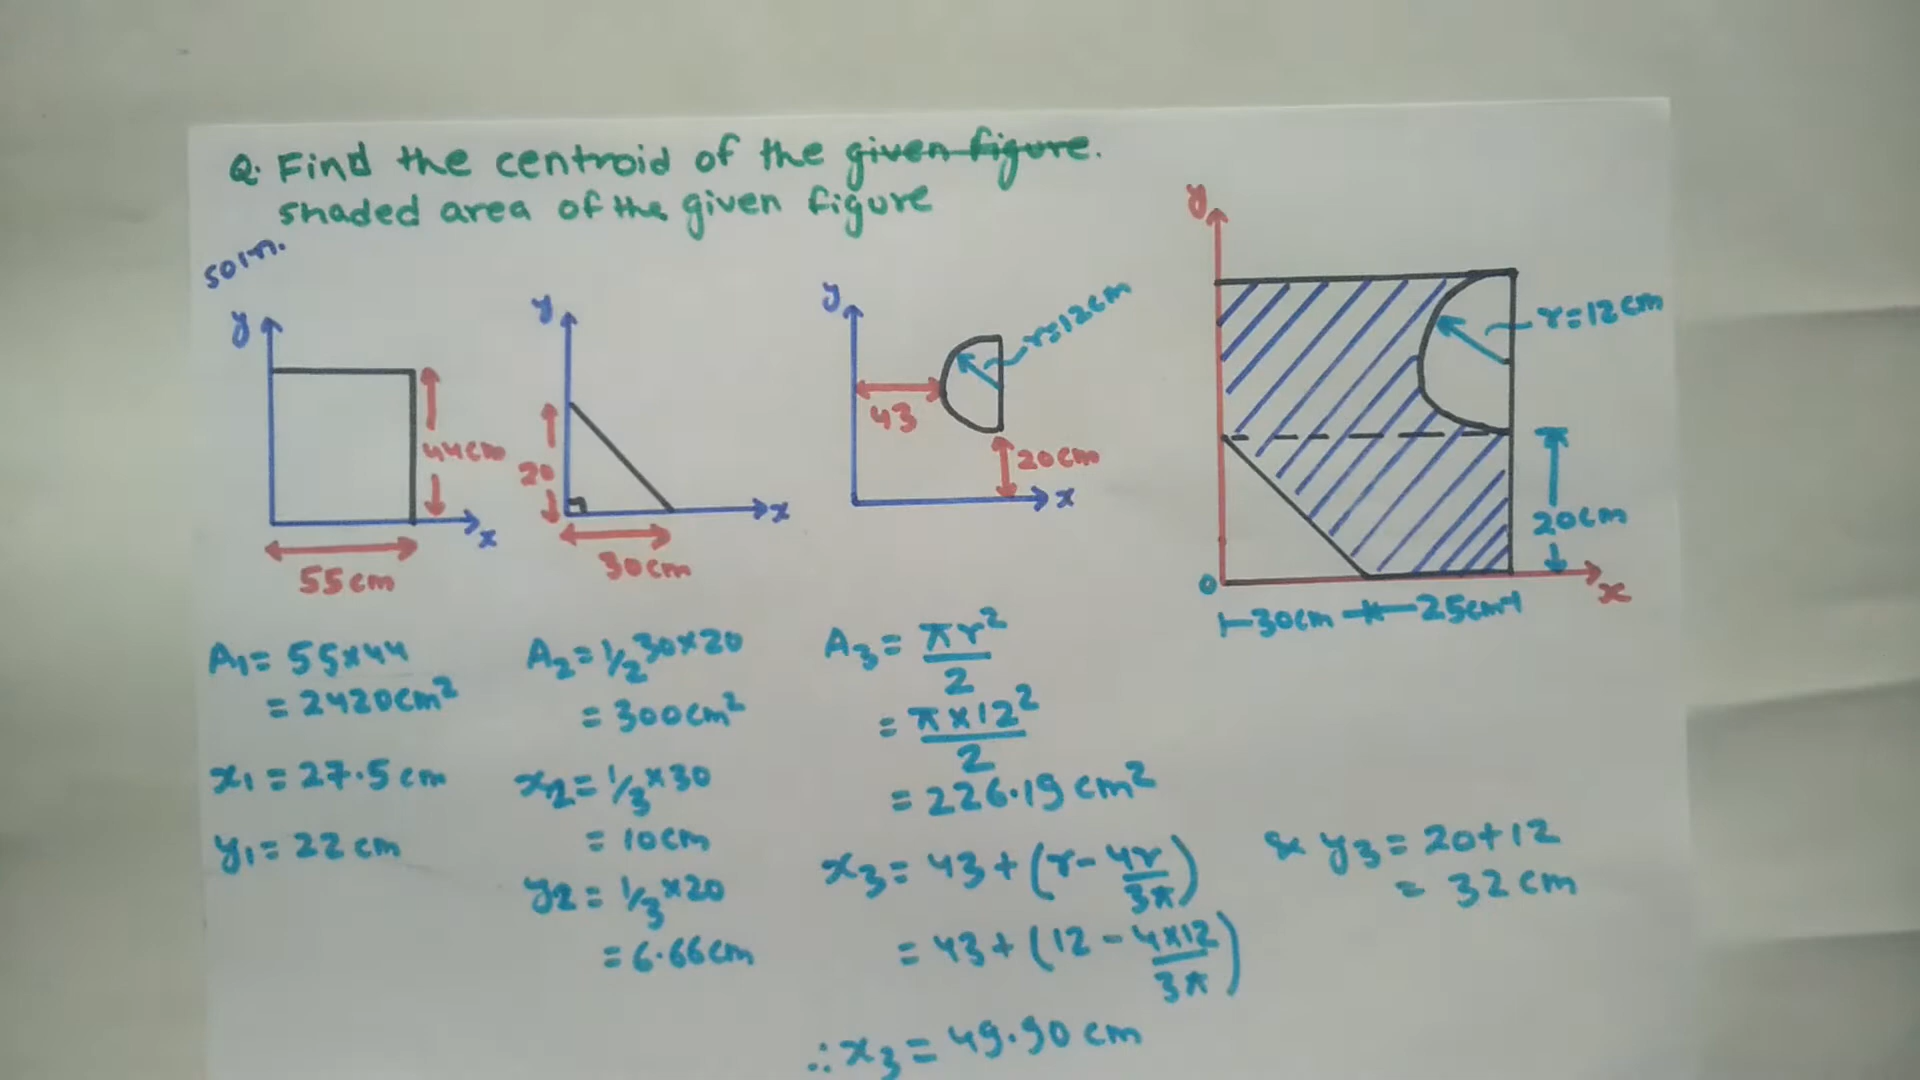 Q. Find the centroid of the given figure.
shaded area of the given figure
soln.
y
44cm
x
55cm
y
20
x
30cm
y
r=12cm
43
20cm
x
y
r=12cm
20cm
0
x
30cm
25cm
A1= 55×44
= 2420cm²
x1 = 27.5 cm
y1 = 22 cm
A2= 1/2 30×20
= 300cm²
x2= 1/3×30
= 10cm
y2= 1/3×20
= 6.66cm
A3= πr²/2
= π×12²/2
= 226.19 cm²
x3= 43+(r-4r/3π)
= 43+(12-4×12/3π)
∴x3= 49.90 cm
& y3= 20+12
= 32 cm